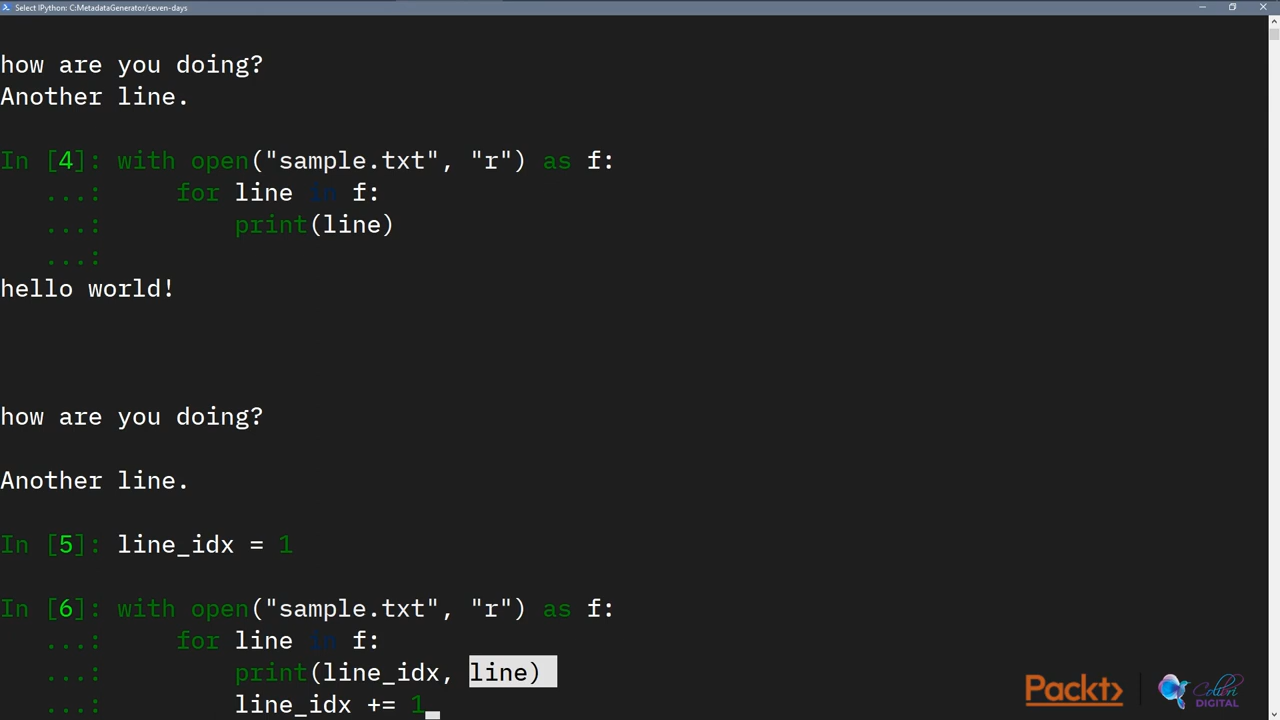 Select IPython: C:MetadataGenerator/seven-days
how are you doing?
Another line.
In [4]: with open("sample.txt", "r") as f:
   ...:     for line in f:
   ...:         print(line)
   ...:
hello world!
how are you doing?
Another line.
In [5]: line_idx = 1
In [6]: with open("sample.txt", "r") as f:
   ...:     for line in f:
   ...:         print(line_idx, line)
   ...:         line_idx += 1
Packt>
Colibri
DIGITAL